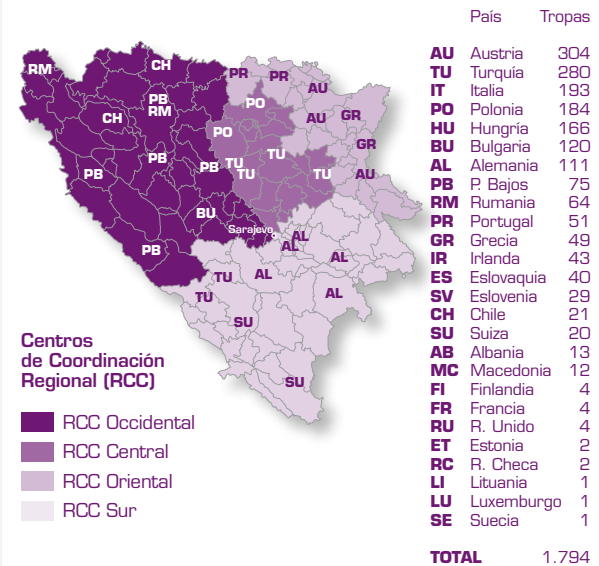 RM
CH
PR
PR
AU
PB
RM
PO
CH
AU
GR
PO
GR
PB
PB
TU
TU
PB
TU
TU
AU
BU
Sarajevo
AL
AL
PB
AL
AL
TU
TU
AL
SU
SU
Centros
de Coordinación
Regional (RCC)
RCC Occidental
RCC Central
RCC Oriental
RCC Sur
País Tropas
AU Austria 304
TU Turquía 280
IT Italia 193
PO Polonia 184
HU Hungría 166
BU Bulgaria 120
AL Alemania 111
PB P. Bajos 75
RM Rumania 64
PR Portugal 51
GR Grecia 49
IR Irlanda 43
ES Eslovaquia 40
SV Eslovenia 29
CH Chile 21
SU Suiza 20
AB Albania 13
MC Macedonia 12
FI Finlandia 4
FR Francia 4
RU R. Unido 4
ET Estonia 2
RC R. Checa 2
LI Lituania 1
LU Luxemburgo 1
SE Suecia 1
TOTAL 1.794